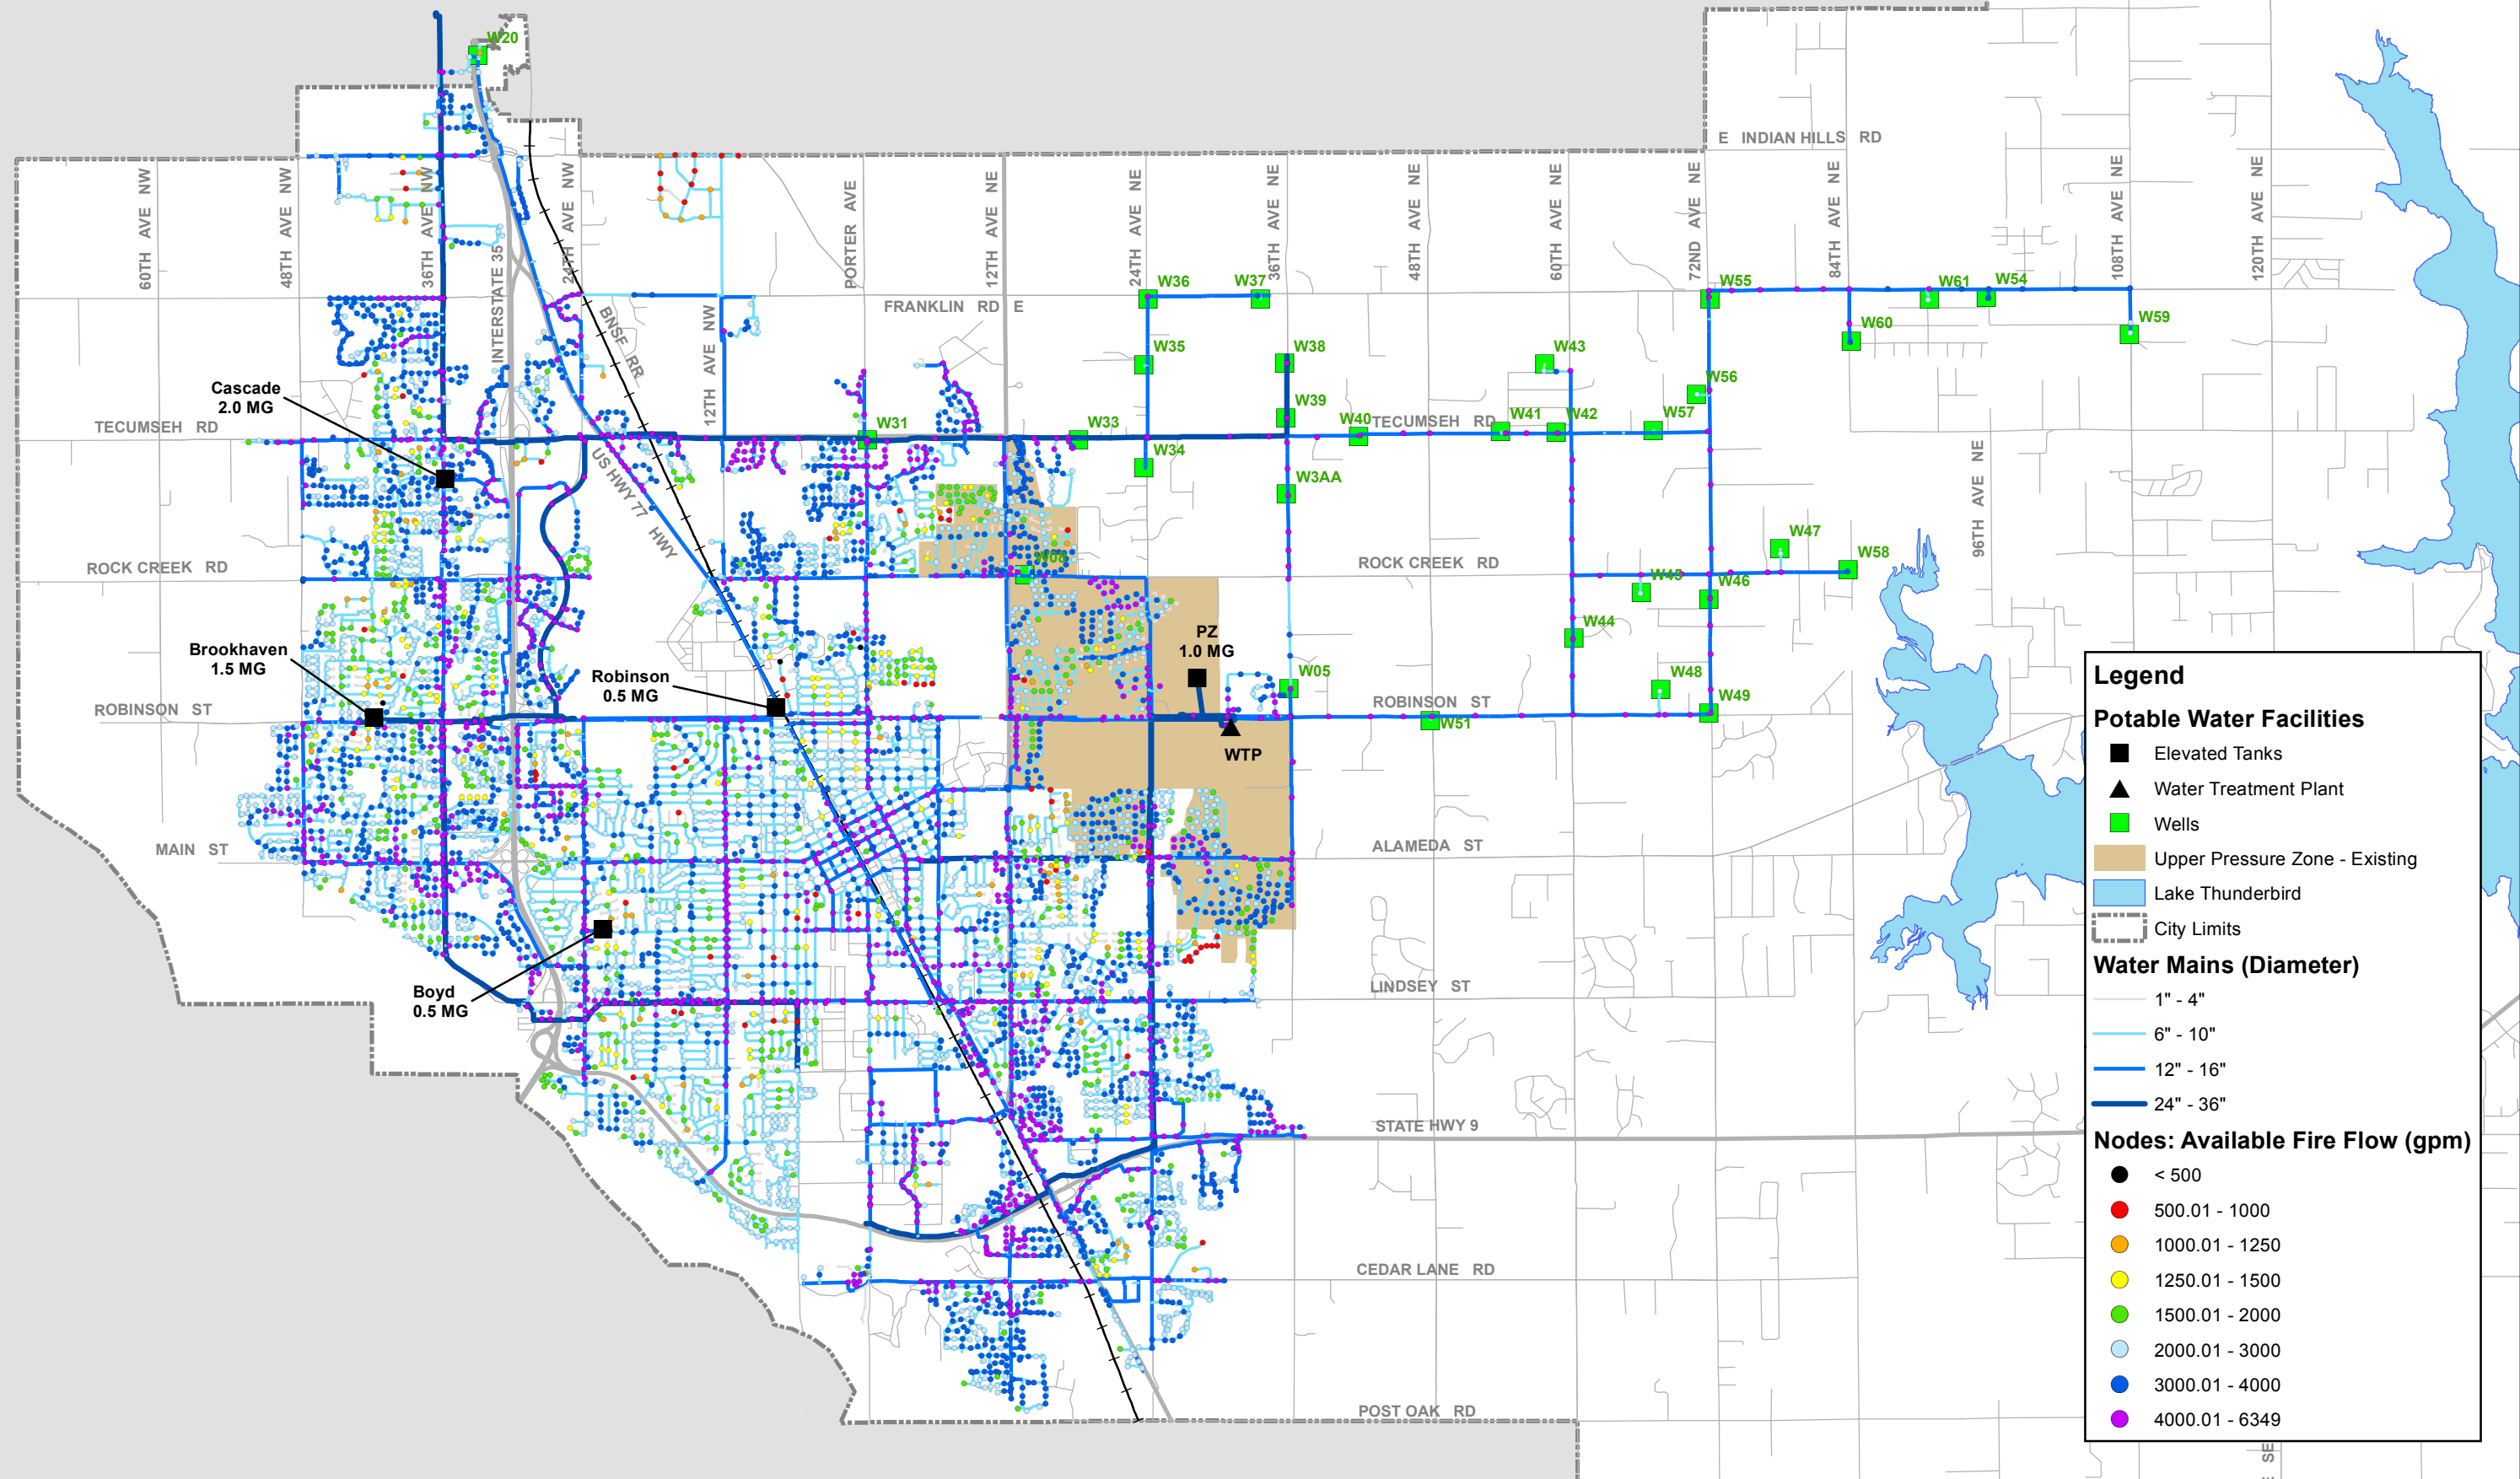 W20
E INDIAN HILLS RD
60TH AVE NW
48TH AVE NW
36TH AVE NW
INTERSTATE 35
24TH AVE NW
BNSF RR
12TH AVE NW
PORTER AVE
12TH AVE NE
24TH AVE NE
36TH AVE NE
48TH AVE NE
60TH AVE NE
72ND AVE NE
84TH AVE NE
108TH AVE NE
120TH AVE NE
W36
W37
W55
W61
W54
FRANKLIN RD E
W60
W59
W35
W38
W43
W56
Cascade
2.0 MG
W39
TECUMSEH RD
W31
W33
W40
TECUMSEH RD
W41
W42
W57
W34
W3AA
US HWY 77 HWY
96TH AVE NE
W47
W58
ROCK CREEK RD
ROCK CREEK RD
W46
W44
Brookhaven
1.5 MG
PZ
1.0 MG
Robinson
0.5 MG
W05
W48
W49
ROBINSON ST
ROBINSON ST
W51
WTP
MAIN ST
ALAMEDA ST
Boyd
0.5 MG
LINDSEY ST
STATE HWY 9
CEDAR LANE RD
POST OAK RD
Legend
Potable Water Facilities
Elevated Tanks
Water Treatment Plant
Wells
Upper Pressure Zone - Existing
Lake Thunderbird
City Limits
Water Mains (Diameter)
1" - 4"
6" - 10"
12" - 16"
24" - 36"
Nodes: Available Fire Flow (gpm)
< 500
500.01 - 1000
1000.01 - 1250
1250.01 - 1500
1500.01 - 2000
2000.01 - 3000
3000.01 - 4000
4000.01 - 6349
SE